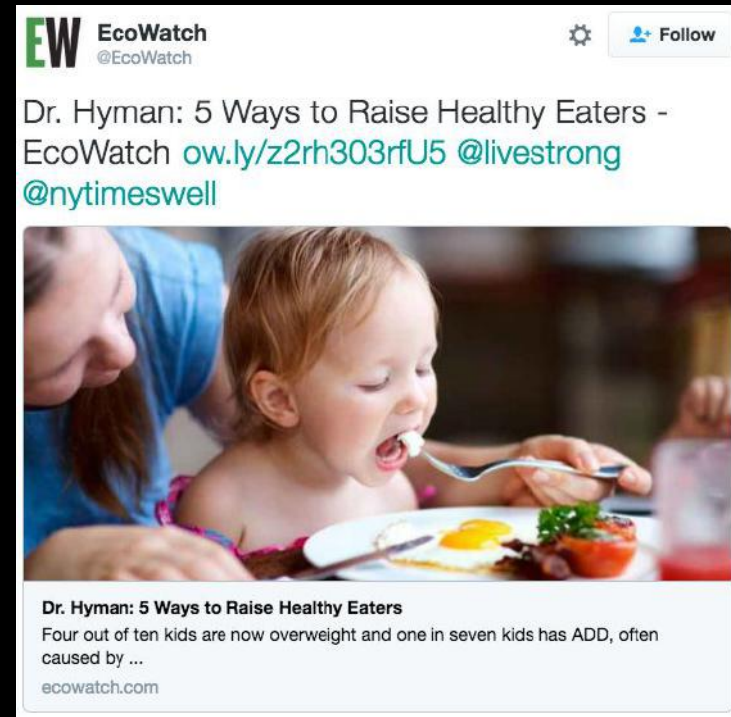 EW EcoWatch
@EcoWatch
Follow
Dr. Hyman: 5 Ways to Raise Healthy Eaters -
EcoWatch ow.ly/z2rh303rfU5 @livestrong
@nytimeswell
Dr. Hyman: 5 Ways to Raise Healthy Eaters
Four out of ten kids are now overweight and one in seven kids has ADD, often
caused by ...
ecowatch.com